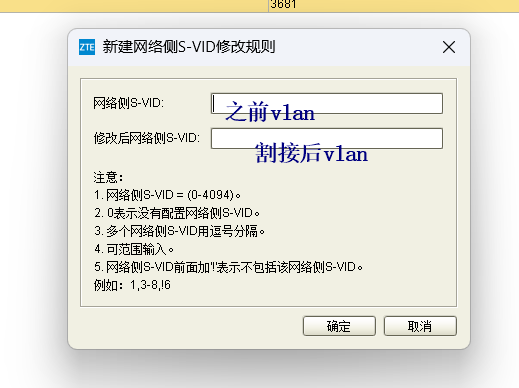 3681
ZTE 新建网络侧S-VID修改规则
网络侧S-VID:
之前vlan
修改后网络侧S-VID:
割接后vlan
注意：
1. 网络侧S-VID = (0-4094)。
2. 0表示没有配置网络侧S-VID。
3. 多个网络侧S-VID用逗号分隔。
4. 可范围输入。
5. 网络侧S-VID前面加'!'表示不包括该网络侧S-VID。
例如：1,3-8,!6
确定 取消